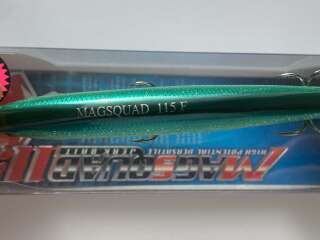 MAGSQUAD 115 F
MAGSQUAD
HIGH POTENTIAL VERSATILE
JERK BAIT